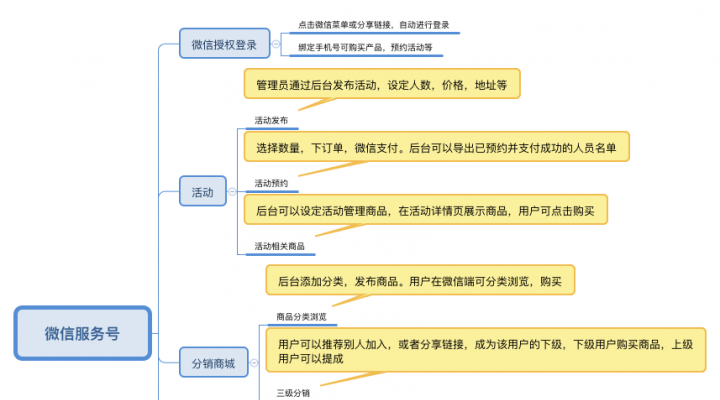 点击微信菜单或分享链接，自动进行登录
微信授权登录
绑定手机号可购买产品，预约活动等
管理员通过后台发布活动，设定人数，价格，地址等
活动发布
选择数量，下订单，微信支付。后台可以导出已预约并支付成功的人员名单
活动预约
活动
后台可以设定活动管理商品，在活动详情页展示商品，用户可点击购买
活动相关商品
后台添加分类，发布商品。用户在微信端可分类浏览，购买
商品分类浏览
微信服务号
用户可以推荐别人加入，或者分享链接，成为该用户的下级，下级用户购买商品，上级
用户可以提成
分销商城
三级分销